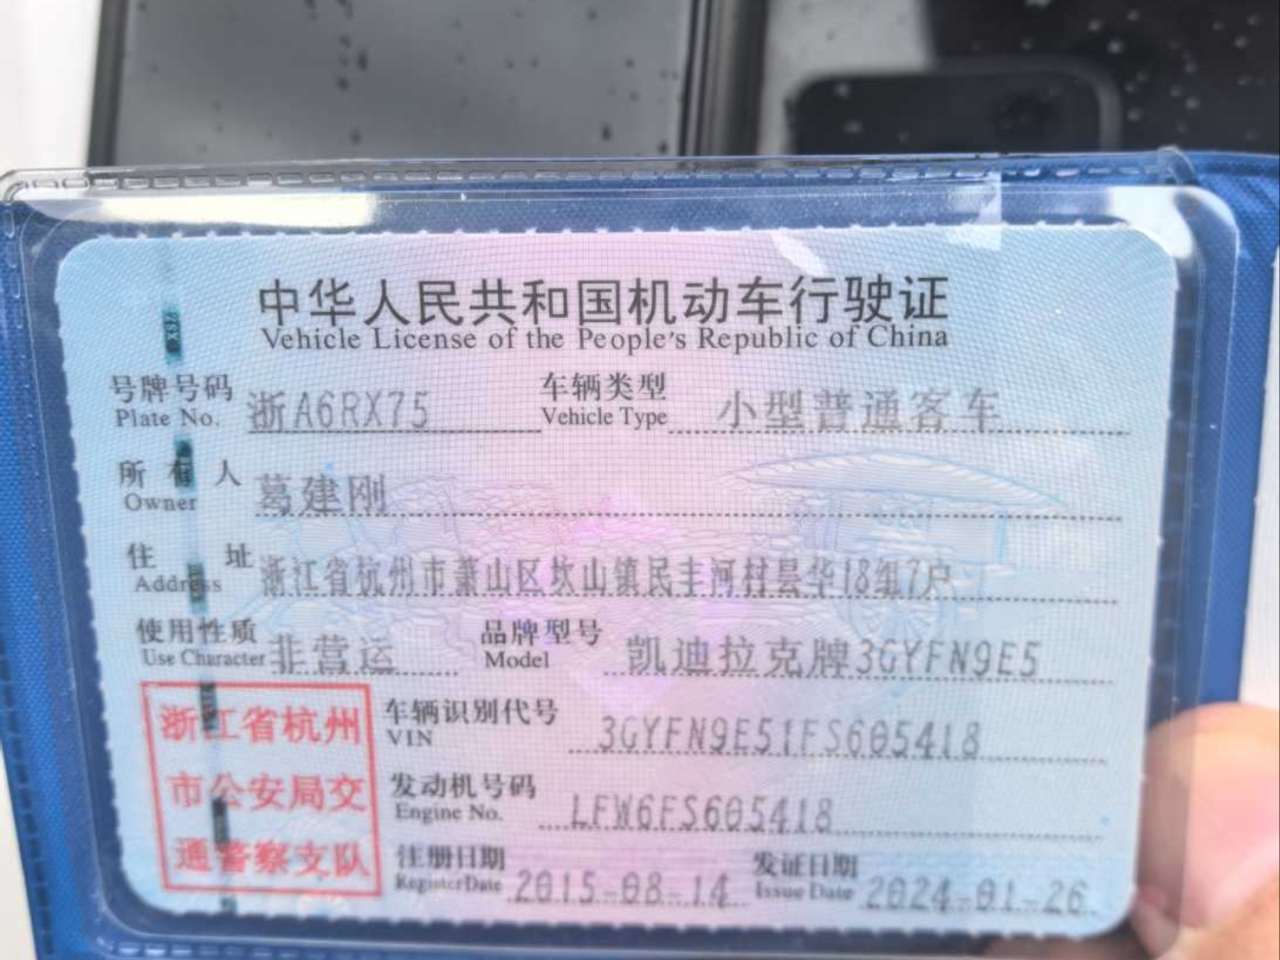 中华人民共和国机动车行驶证
Vehicle License of the People's Republic of China
号牌号码 浙A6RX75 车辆类型 小型普通客车
Plate No. Vehicle Type
所有人 葛建刚
Owner
住址 浙江省杭州市萧山区坎山镇民丰河村昙华18组7户
Address
使用性质 非营运 品牌型号 凯迪拉克牌3GYFN9E5
Use Character Model
浙江省杭州
市公安局交
通警察支队
车辆识别代号 3GYFN9E51FS605418
VIN
发动机号码 LFW6FS605418
Engine No.
注册日期 2015-08-14 发证日期 2024-01-26
Register Date Issue Date